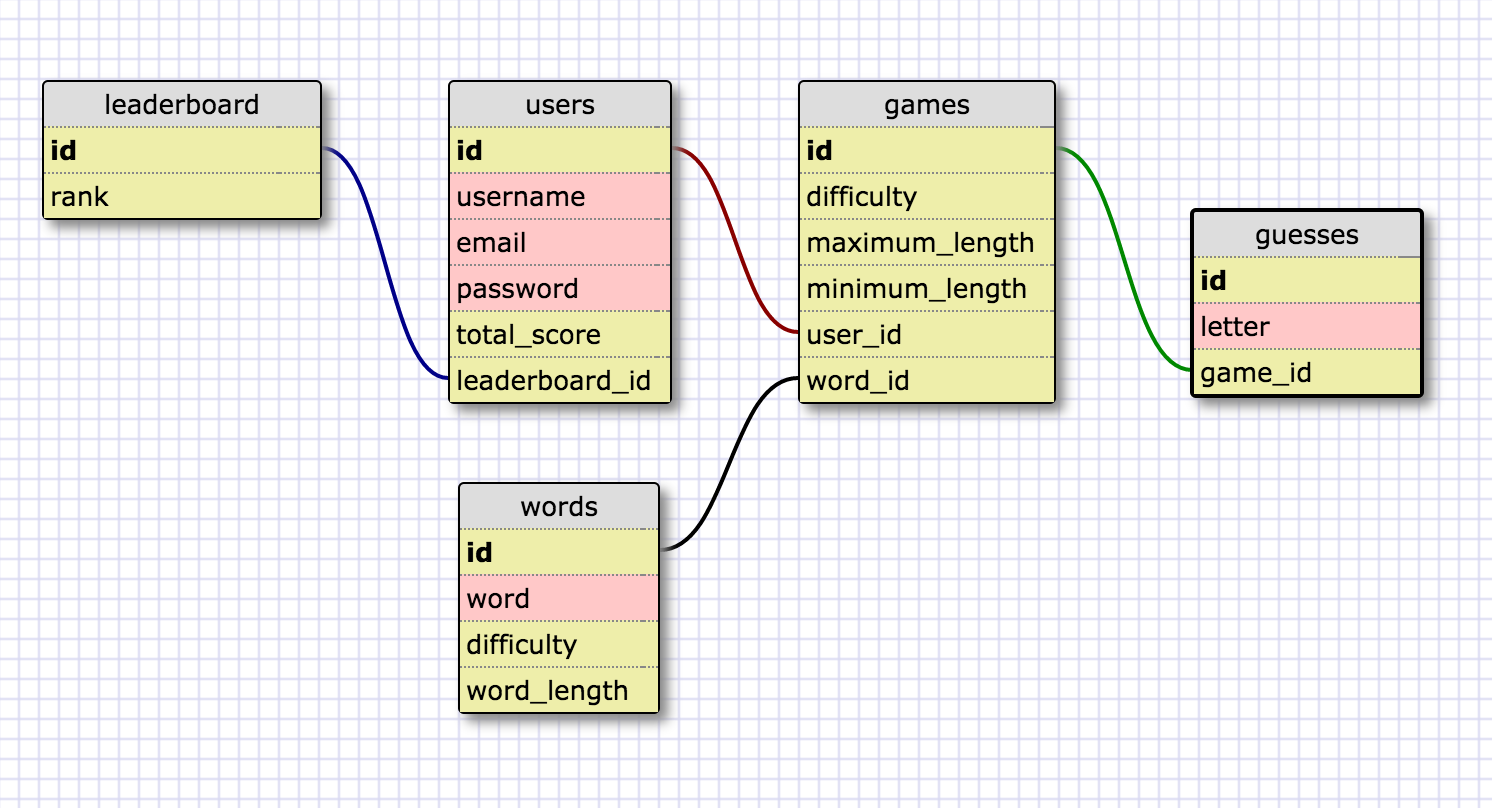 leaderboard
id
rank
users
id
username
email
password
total_score
leaderboard_id
games
id
difficulty
maximum_length
minimum_length
user_id
word_id
guesses
id
letter
game_id
words
id
word
difficulty
word_length